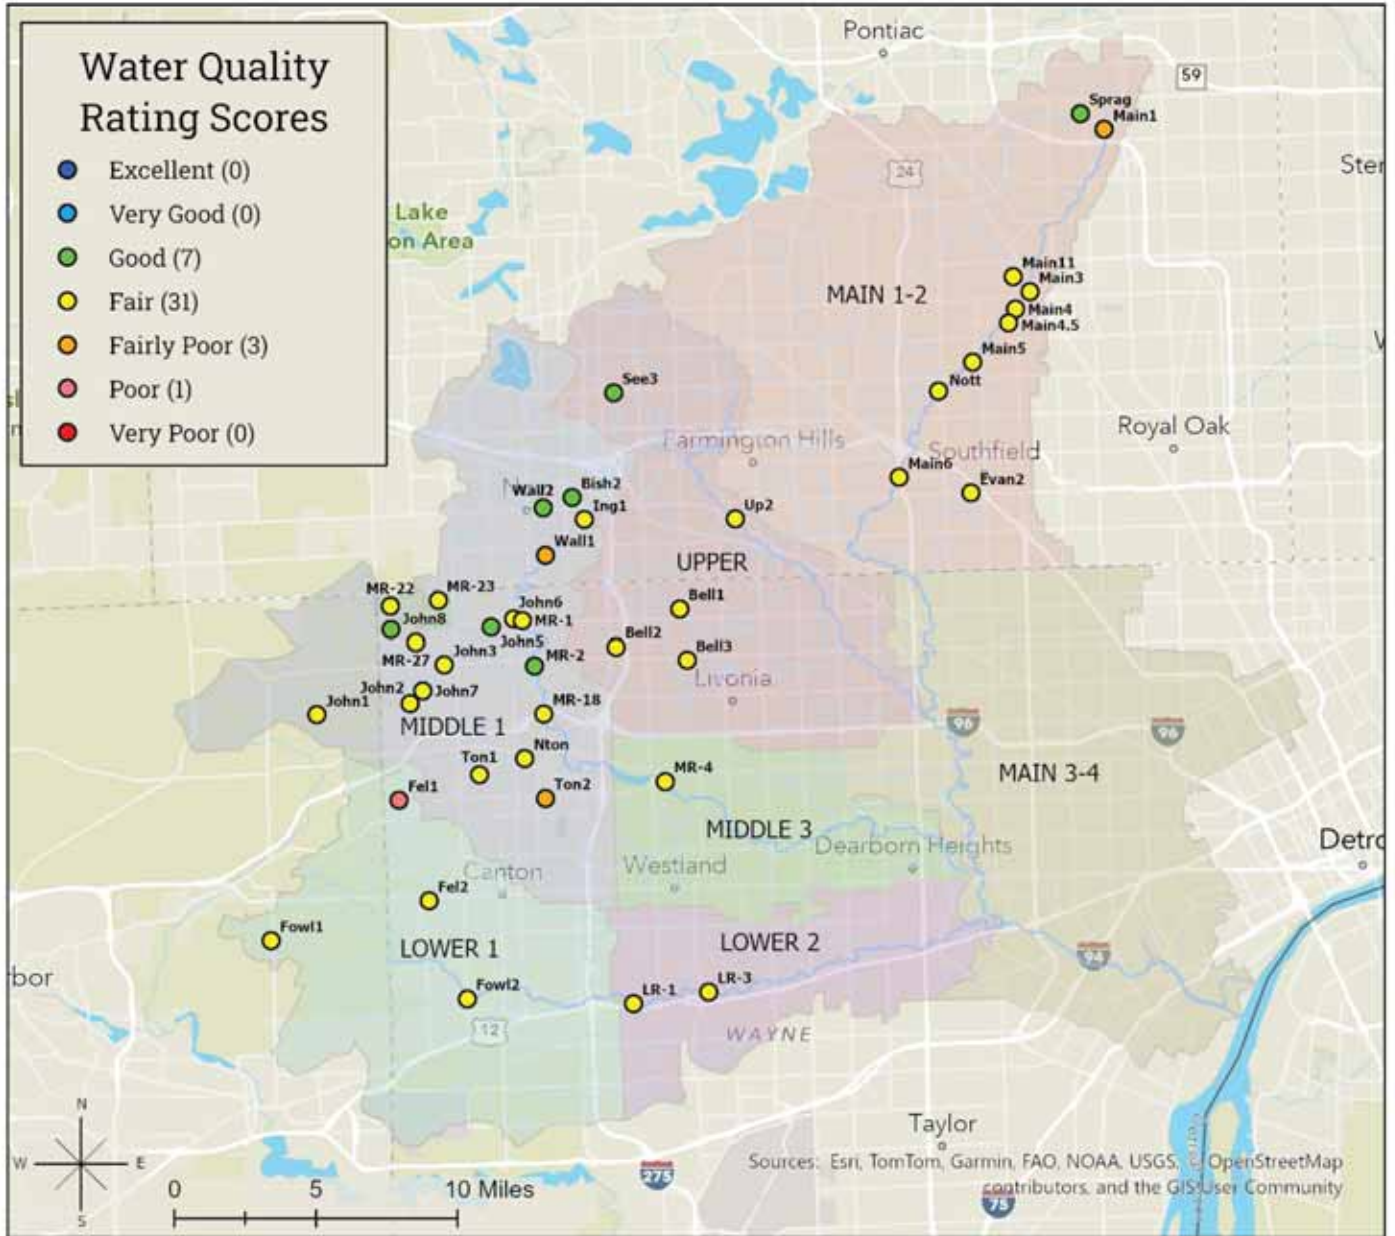 Water Quality
Rating Scores
Excellent (0)
Very Good (0)
Good (7)
Fair (31)
Fairly Poor (3)
Poor (1)
Very Poor (0)
Pontiac
59
Sprag
Main1
24
Ster
Lake
on Area
Main11
Main3
MAIN 1-2
Main4
Main4.5
Main5
See3
Nott
Royal Oak
Farmington Hills
Southfield
Main6
Evan2
Bish2
Wall2
Ing1
Up2
Wall1
UPPER
MR-22
MR-23
John6
Bell1
John8
MR-1
John5
Bell2
MR-27
John3
MR-2
Bell3
Livonia
John2
John7
John1
MR-18
MIDDLE 1
96
96
Nton
Ton1
MR-4
MAIN 3-4
Fel1
Ton2
MIDDLE 3
Detro
Dearborn Heights
Canton
Westland
Fel2
Fowl1
LOWER 1
LOWER 2
94
rbor
LR-3
LR-1
Fowl2
12
WAYNE
N
W
E
S
Taylor
0 5 10 Miles
275
75
Sources: Esri, TomTom, Garmin, FAO, NOAA, USGS, © OpenStreetMap
contributors, and the GIS User Community